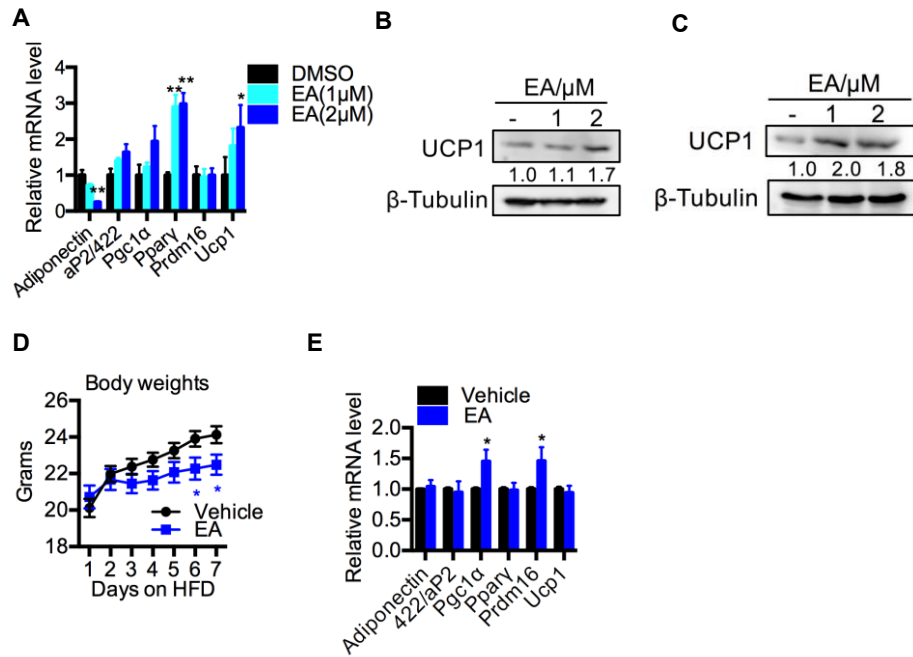 A
Relative mRNA level
4
3
2
1
0
**
**
**
*
DMSO
EA(1μM)
EA(2μM)
Adiponectin
aP2/422
Pgc1α
Pparγ
Prdm16
Ucp1
B
EA/μM
- 1 2
UCP1
1.0 1.1 1.7
β-Tubulin
C
EA/μM
- 1 2
UCP1
1.0 2.0 1.8
β-Tubulin
D
Body weights
Grams
26
24
22
20
18
Vehicle
EA
* *
1 2 3 4 5 6 7
Days on HFD
E
Vehicle
EA
Relative mRNA level
2.0
1.5
1.0
0.5
0.0
* *
Adiponectin
422/aP2
Pgc1α
Pparγ
Prdm16
Ucp1